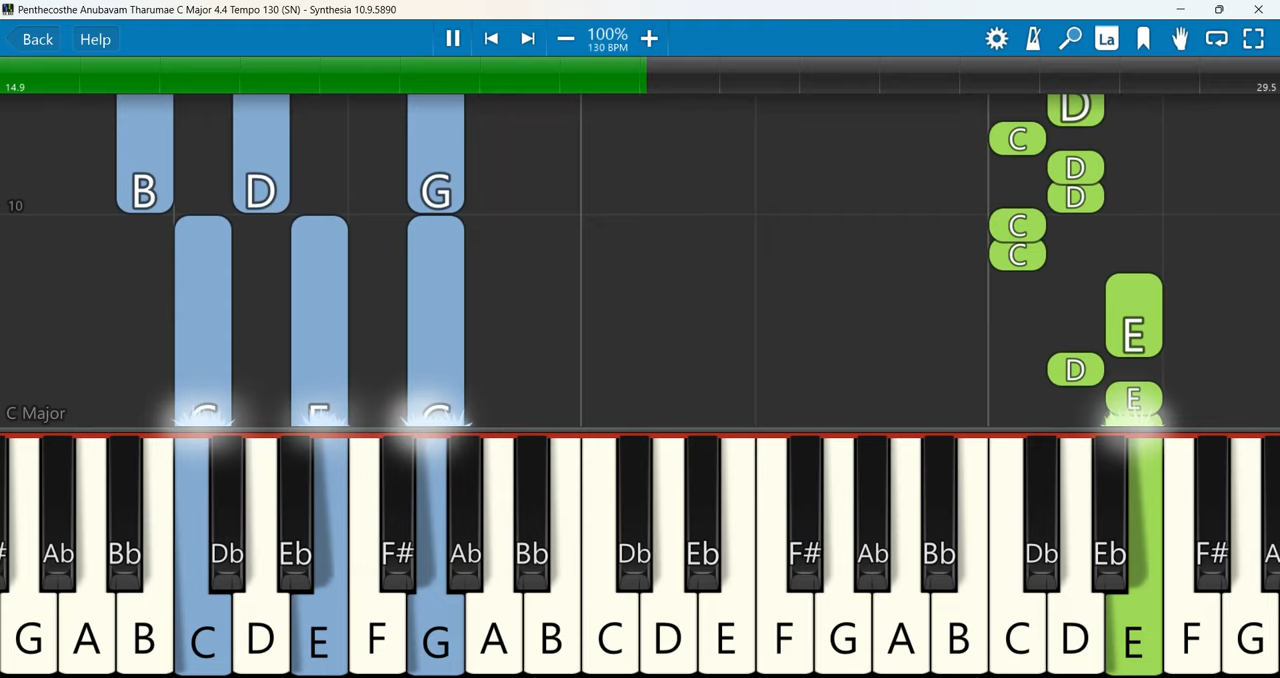 Penthecosthe Anubavam Tharumae C Major 4.4 Tempo 130 (SN) - Synthesia 10.9.5890
Back Help 100% La
130 BPM
14.9 29.5
D
C
D
B D G D
10
C
C
E
D
E
C Major
Ab Bb Db Eb F# Ab Bb Db Eb F# Ab Bb Db Eb F#
G A B C D E F G A B C D E F G A B C D E F G